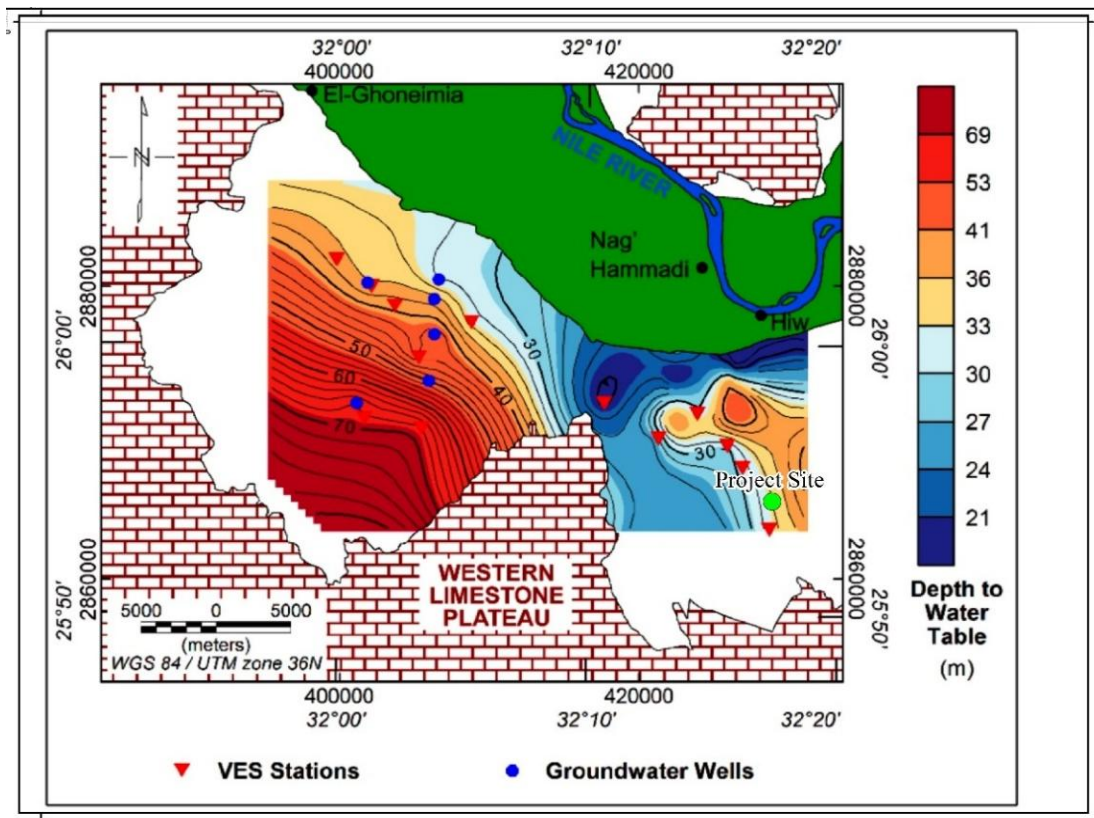 32°00'
32°10'
32°20'
400000
420000
El-Ghoneimia
N
NILE RIVER
Nag'
Hammadi
Hiw
2880000
2880000
26°00'
26°00'
30
50
40
60
70
30
Project Site
WESTERN
LIMESTONE
PLATEAU
2860000
2860000
25°50'
25°50'
5000 0 5000
(meters)
WGS 84 / UTM zone 36N
400000
420000
32°00'
32°10'
32°20'
69
53
41
36
33
30
27
24
21
Depth to
Water
Table
(m)
VES Stations
Groundwater Wells